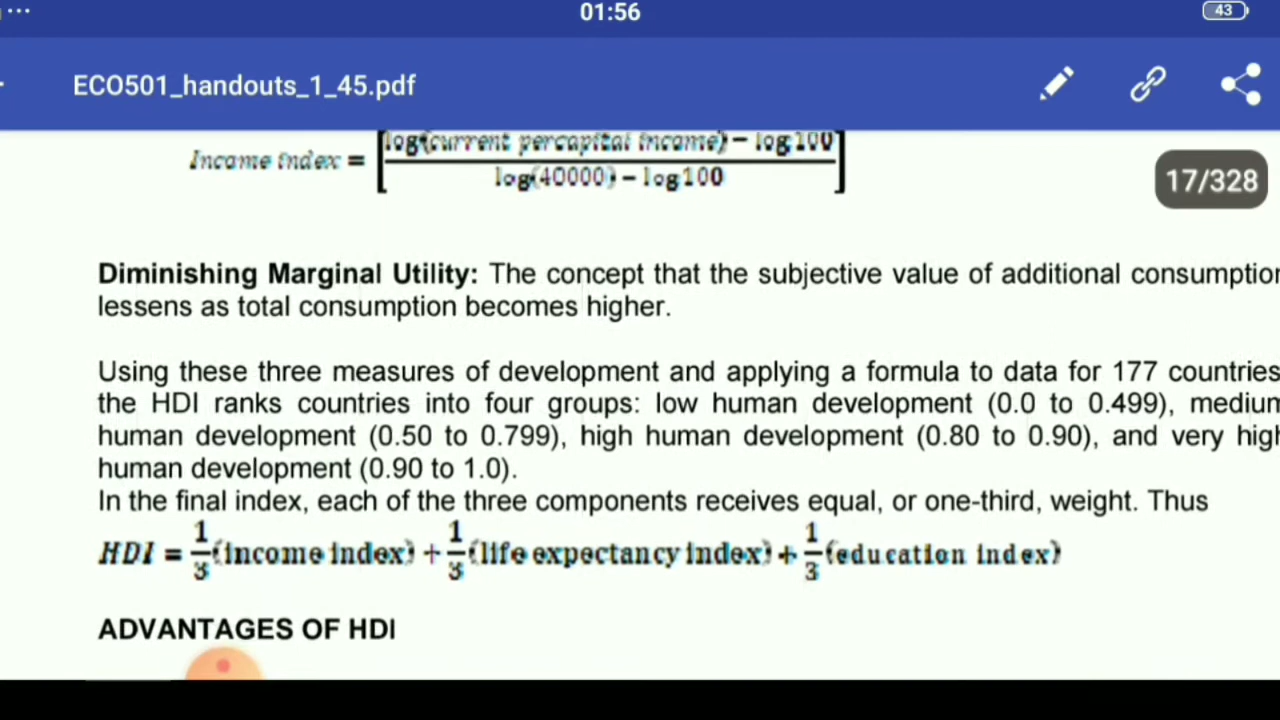 01:56
43
ECO501_handouts_1_45.pdf
17/328
Income index = [log(current percapital income) – log100
log(40000) – log100]
Diminishing Marginal Utility: The concept that the subjective value of additional consumption
lessens as total consumption becomes higher.
Using these three measures of development and applying a formula to data for 177 countries
the HDI ranks countries into four groups: low human development (0.0 to 0.499), medium
human development (0.50 to 0.799), high human development (0.80 to 0.90), and very high
human development (0.90 to 1.0).
In the final index, each of the three components receives equal, or one-third, weight. Thus
HDI = 1/3(income index) + 1/3(life expectancy index) + 1/3(education index)
ADVANTAGES OF HDI